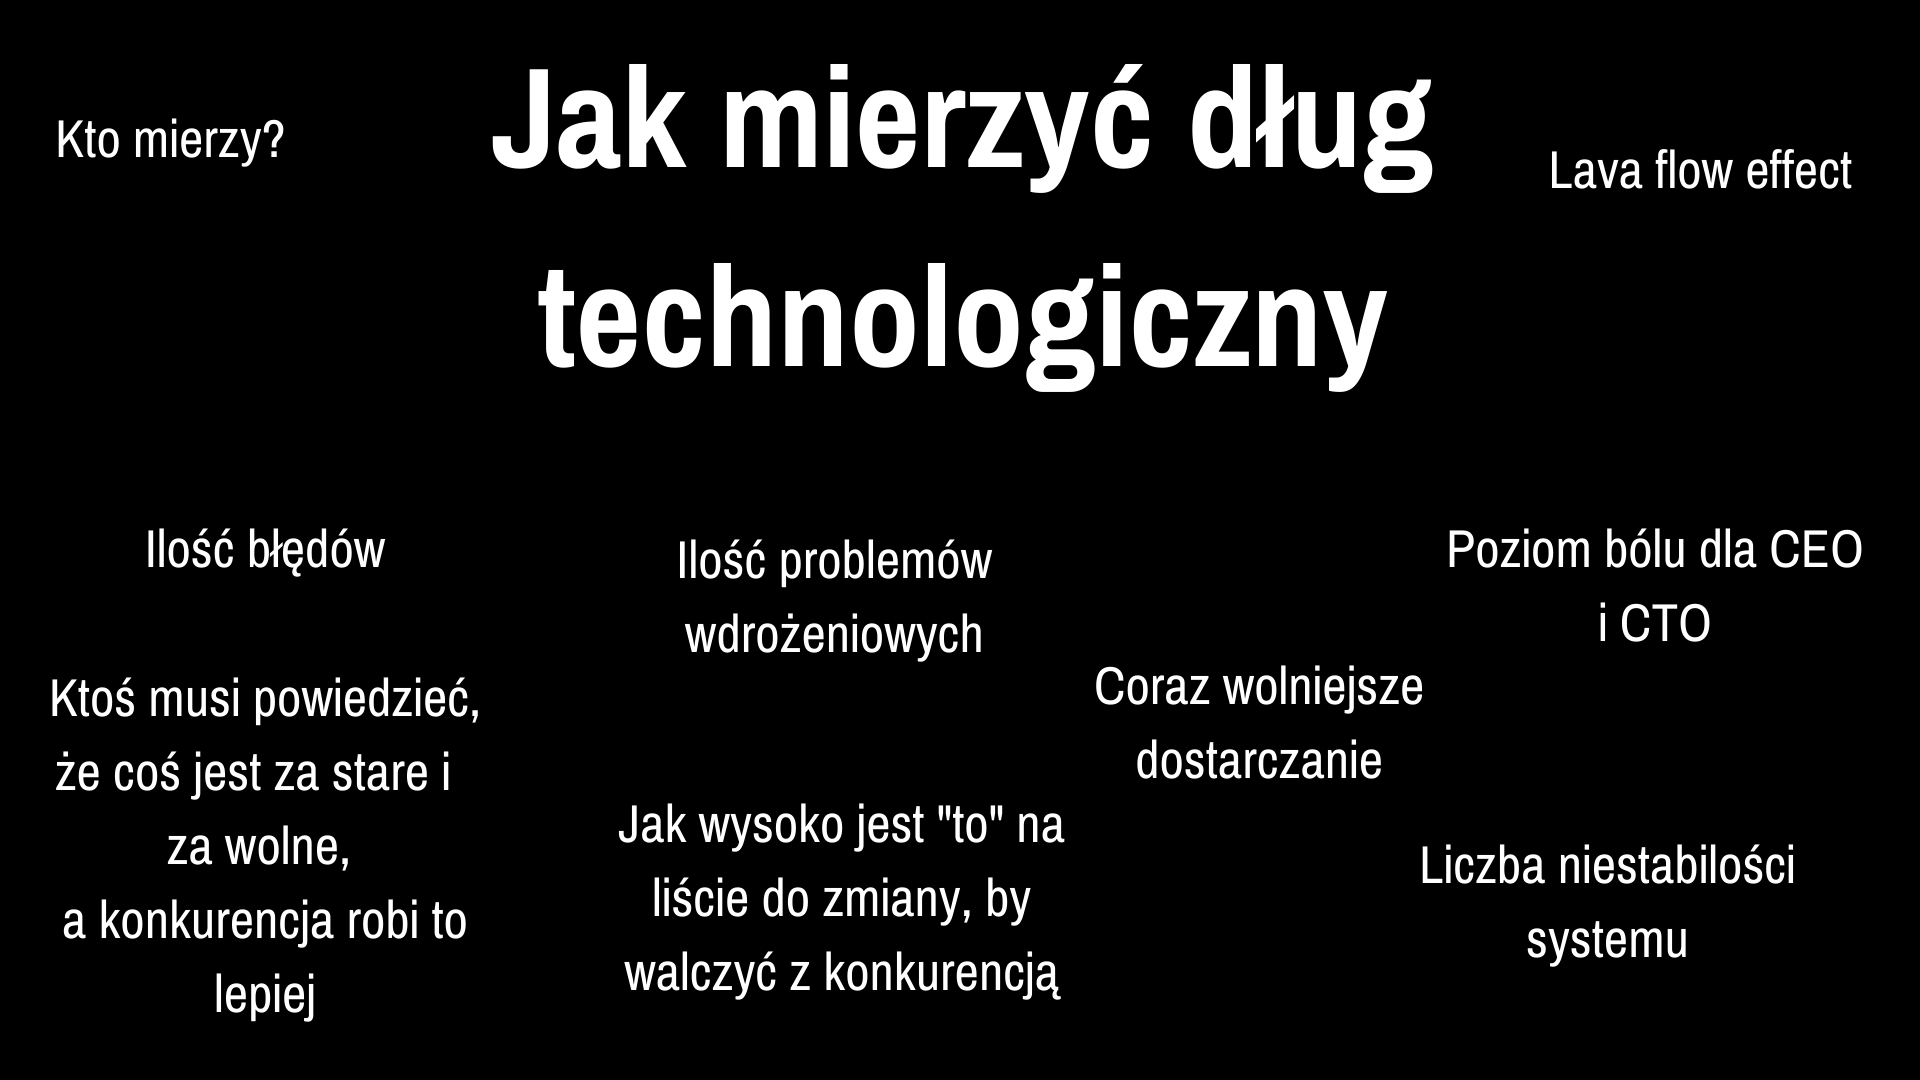 Kto mierzy?
Jak mierzyć dług
technologiczny
Lava flow effect
Ilość błędów
Ktoś musi powiedzieć,
że coś jest za stare i
za wolne,
a konkurencja robi to
lepiej
Ilość problemów
wdrożeniowych
Jak wysoko jest "to" na
liście do zmiany, by
walczyć z konkurencją
Coraz wolniejsze
dostarczanie
Poziom bólu dla CEO
i CTO
Liczba niestabilości
systemu